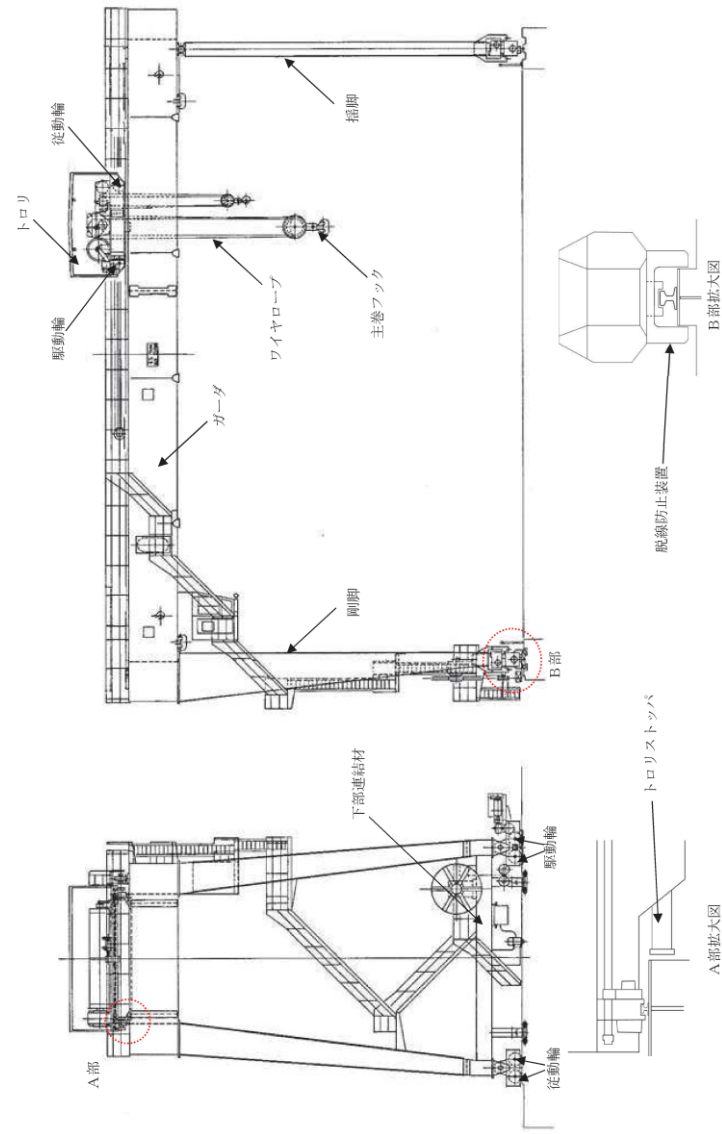 トロリ
従動輪
駆動輪
ワイヤロープ
主巻フック
揺脚
ガーダ
剛脚
B部
脱線防止装置
B部拡大図
A部
下部連結材
駆動輪
従動輪
トロリストッパ
A部拡大図